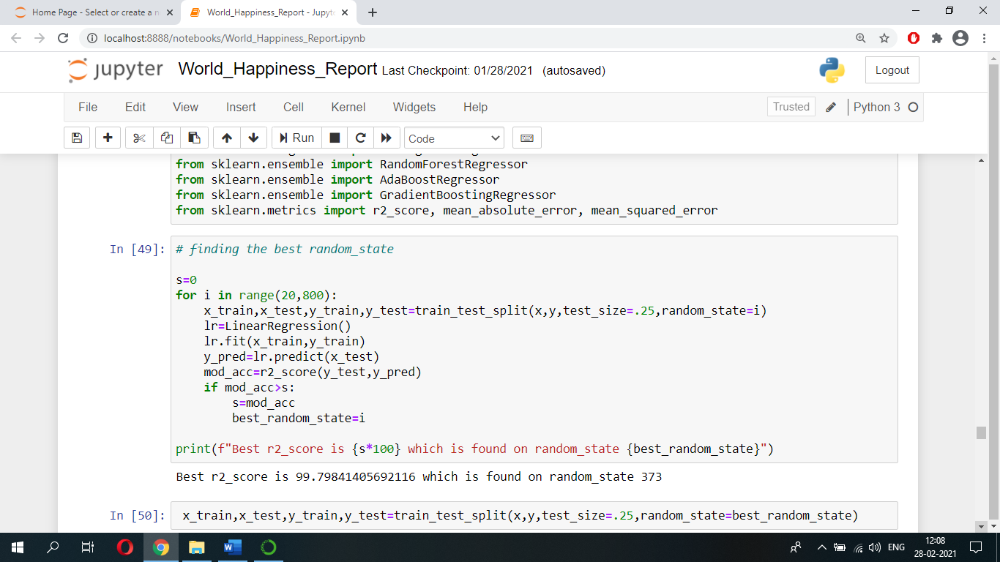 Home Page - Select or create a n
World_Happiness_Report - Jupyte
localhost:8888/notebooks/World_Happiness_Report.ipynb
jupyter World_Happiness_Report Last Checkpoint: 01/28/2021 (autosaved)
Logout
File Edit View Insert Cell Kernel Widgets Help
Trusted
Python 3
Run
Code
from sklearn.ensemble import RandomForestRegressor
from sklearn.ensemble import AdaBoostRegressor
from sklearn.ensemble import GradientBoostingRegressor
from sklearn.metrics import r2_score, mean_absolute_error, mean_squared_error
In [49]:
# finding the best random_state
s=0
for i in range(20,800):
    x_train,x_test,y_train,y_test=train_test_split(x,y,test_size=.25,random_state=i)
    lr=LinearRegression()
    lr.fit(x_train,y_train)
    y_pred=lr.predict(x_test)
    mod_acc=r2_score(y_test,y_pred)
    if mod_acc>s:
        s=mod_acc
        best_random_state=i
print(f"Best r2_score is {s*100} which is found on random_state {best_random_state}")
Best r2_score is 99.79841405692116 which is found on random_state 373
In [50]:
x_train,x_test,y_train,y_test=train_test_split(x,y,test_size=.25,random_state=best_random_state)
ENG
12:08
28-02-2021